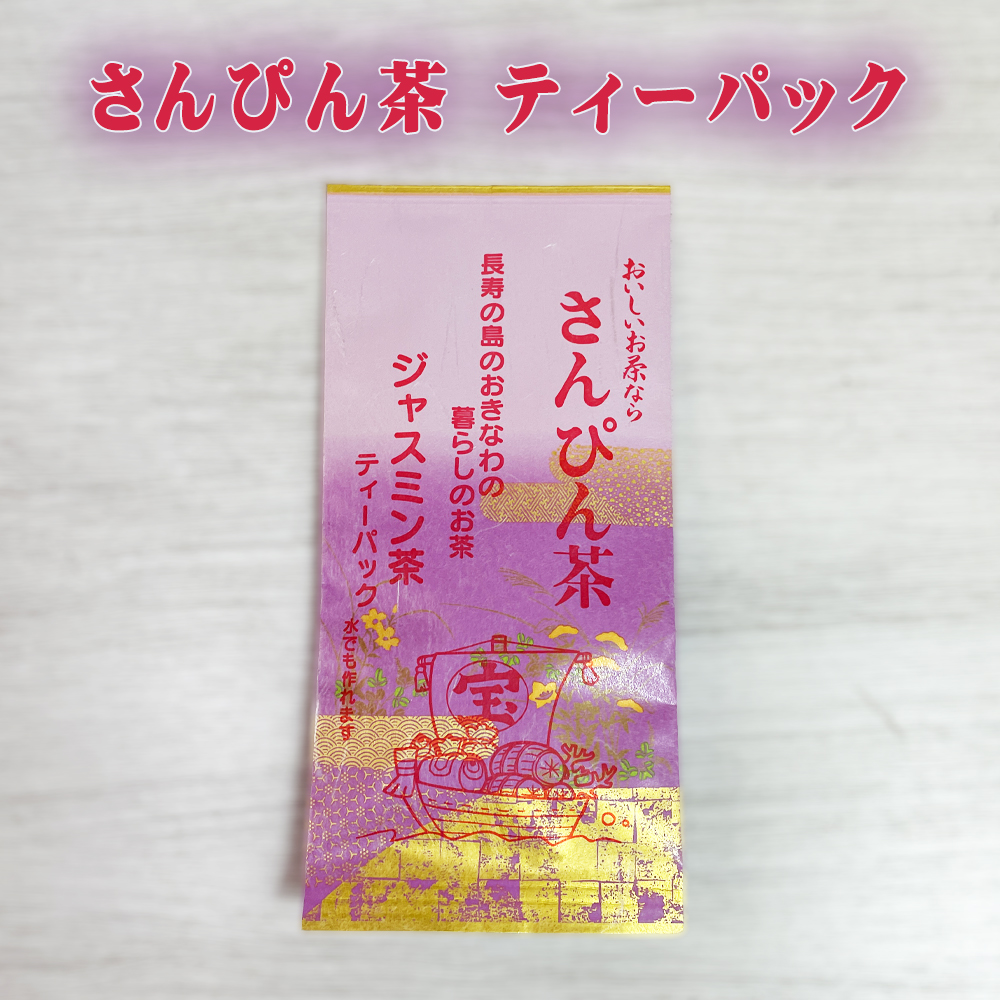 さんぴん茶 ティーパック
おいしいお茶なら
さんぴん茶
長寿の島のおきなわの
暮らしのお茶
ジャスミン茶
ティーパック
水でも作れます
宝